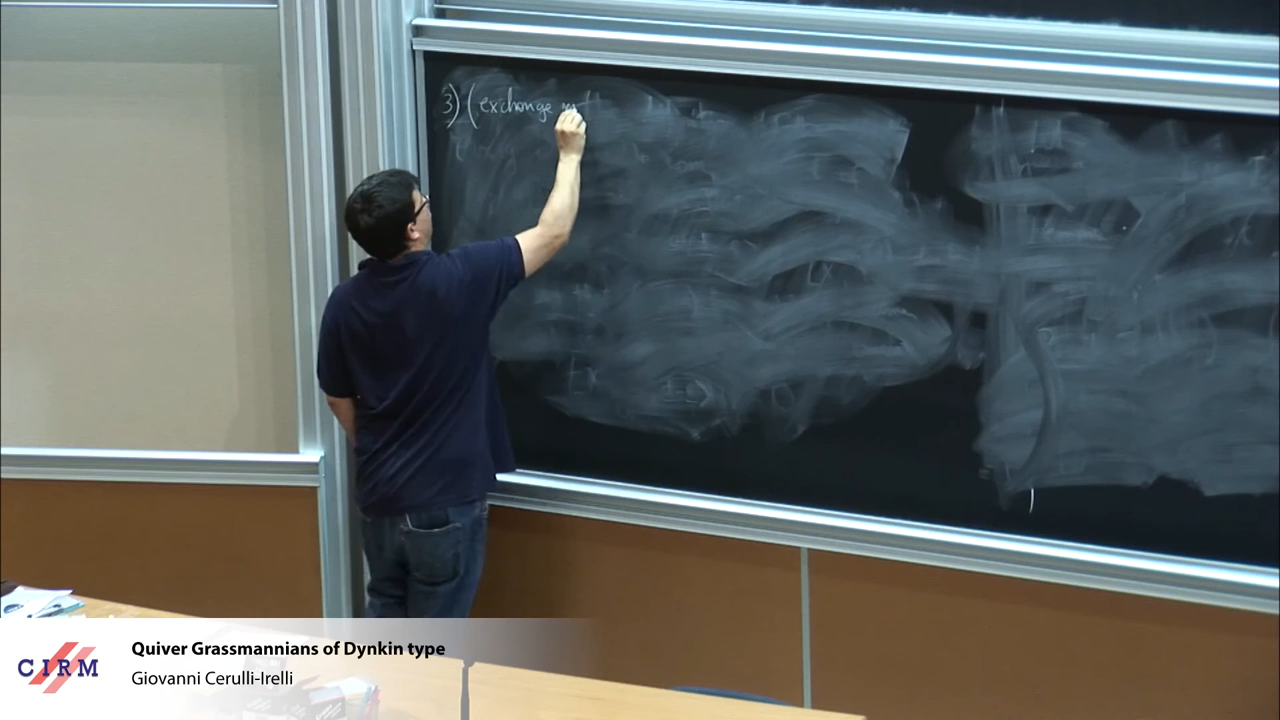 3) (exchange
CIRM
Quiver Grassmannians of Dynkin type
Giovanni Cerulli-Irelli